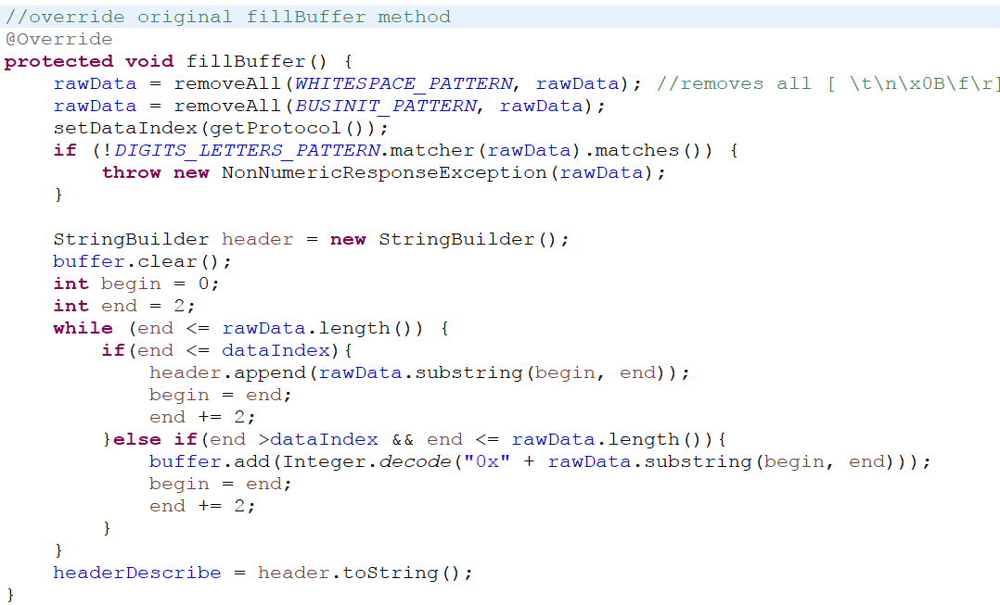 //override original fillBuffer method
@Override
protected void fillBuffer() {
    rawData = removeAll(WHITESPACE_PATTERN, rawData); //removes all [ \t\n\x0B\f\r]
    rawData = removeAll(BUSINIT_PATTERN, rawData);
    setDataIndex(getProtocol());
    if (!DIGITS_LETTERS_PATTERN.matcher(rawData).matches()) {
        throw new NonNumericResponseException(rawData);
    }

    StringBuilder header = new StringBuilder();
    buffer.clear();
    int begin = 0;
    int end = 2;
    while (end <= rawData.length()) {
        if(end <= dataIndex){
            header.append(rawData.substring(begin, end));
            begin = end;
            end += 2;
        }else if(end >dataIndex && end <= rawData.length()){
            buffer.add(Integer.decode("0x" + rawData.substring(begin, end)));
            begin = end;
            end += 2;
        }
    }
    headerDescribe = header.toString();
}